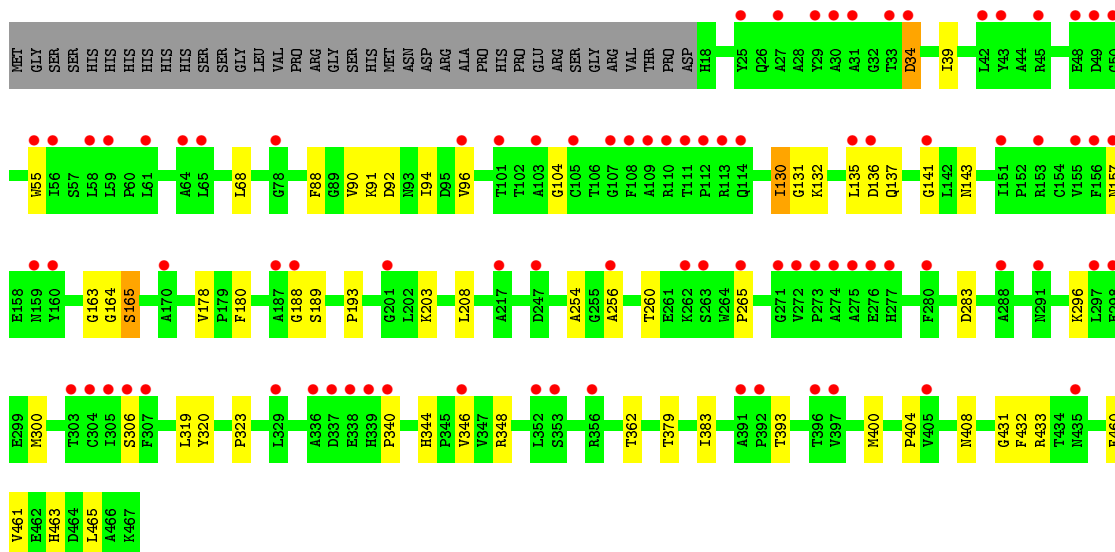 MET GLY SER SER HIS HIS HIS HIS HIS HIS SER SER GLY LEU VAL PRO ARG GLY SER HIS MET ASN ASP ARG ALA PRO HIS PRO GLU ARG SER GLY ARG VAL THR PRO ASP H18 Y25 Q26 A27 A28 Y29 A30 A31 G32 T33 D34 I39 L42 Y43 A44 R45 E48 D49 G50
W55 I56 S57 L58 L59 P60 L61 A64 L65 L68 G78 F88 G89 V90 K91 D92 N93 I94 D95 V96 T101 T102 A103 G104 C105 T106 G107 F108 A109 R110 T111 P112 R113 Q114 I130 G131 K132 L135 D136 Q137 G141 L142 N143 I151 P152 R153 C154 V155 F156 N157
E158 N159 Y160 G163 G164 S165 A170 V178 P179 F180 A187 G188 S189 P193 G201 L202 K203 L208 A217 D247 A254 G255 A256 T260 E261 K262 S263 W264 P265 G271 V272 P273 A274 A275 E276 H277 F280 D283 A288 N291 K296 L297 E298
E299 M300 T303 G304 I305 S306 F307 L319 Y320 P323 L329 A336 D337 E338 H339 P340 H344 P345 V346 V347 R348 L352 S353 R356 T362 T379 I383 A391 P392 T393 T396 V397 M400 P404 V405 N408 G431 F432 R433 T434 N435 E460
V461 E462 H463 D464 L465 A466 K467